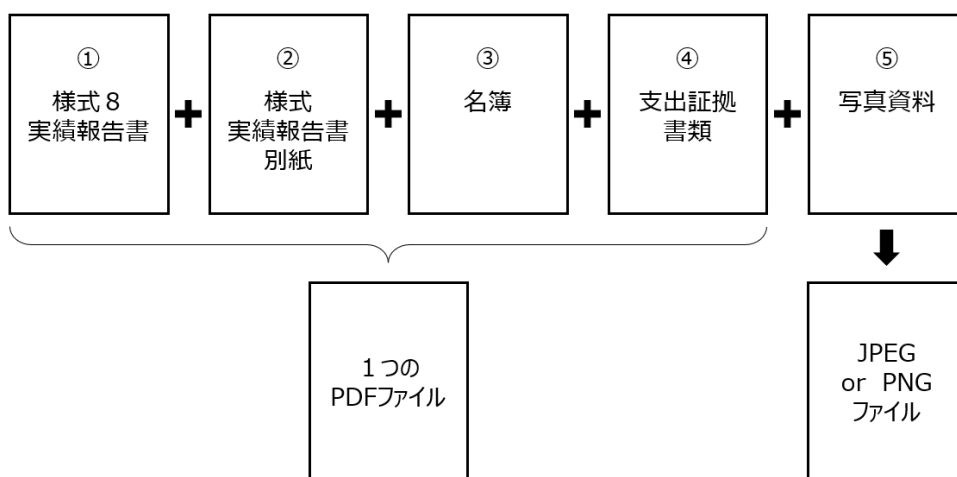 ①
様式８
実績報告書
②
様式
実績報告書
別紙
③
名簿
④
支出証拠
書類
⑤
写真資料
１つの
PDFファイル
JPEG
or PNG
ファイル